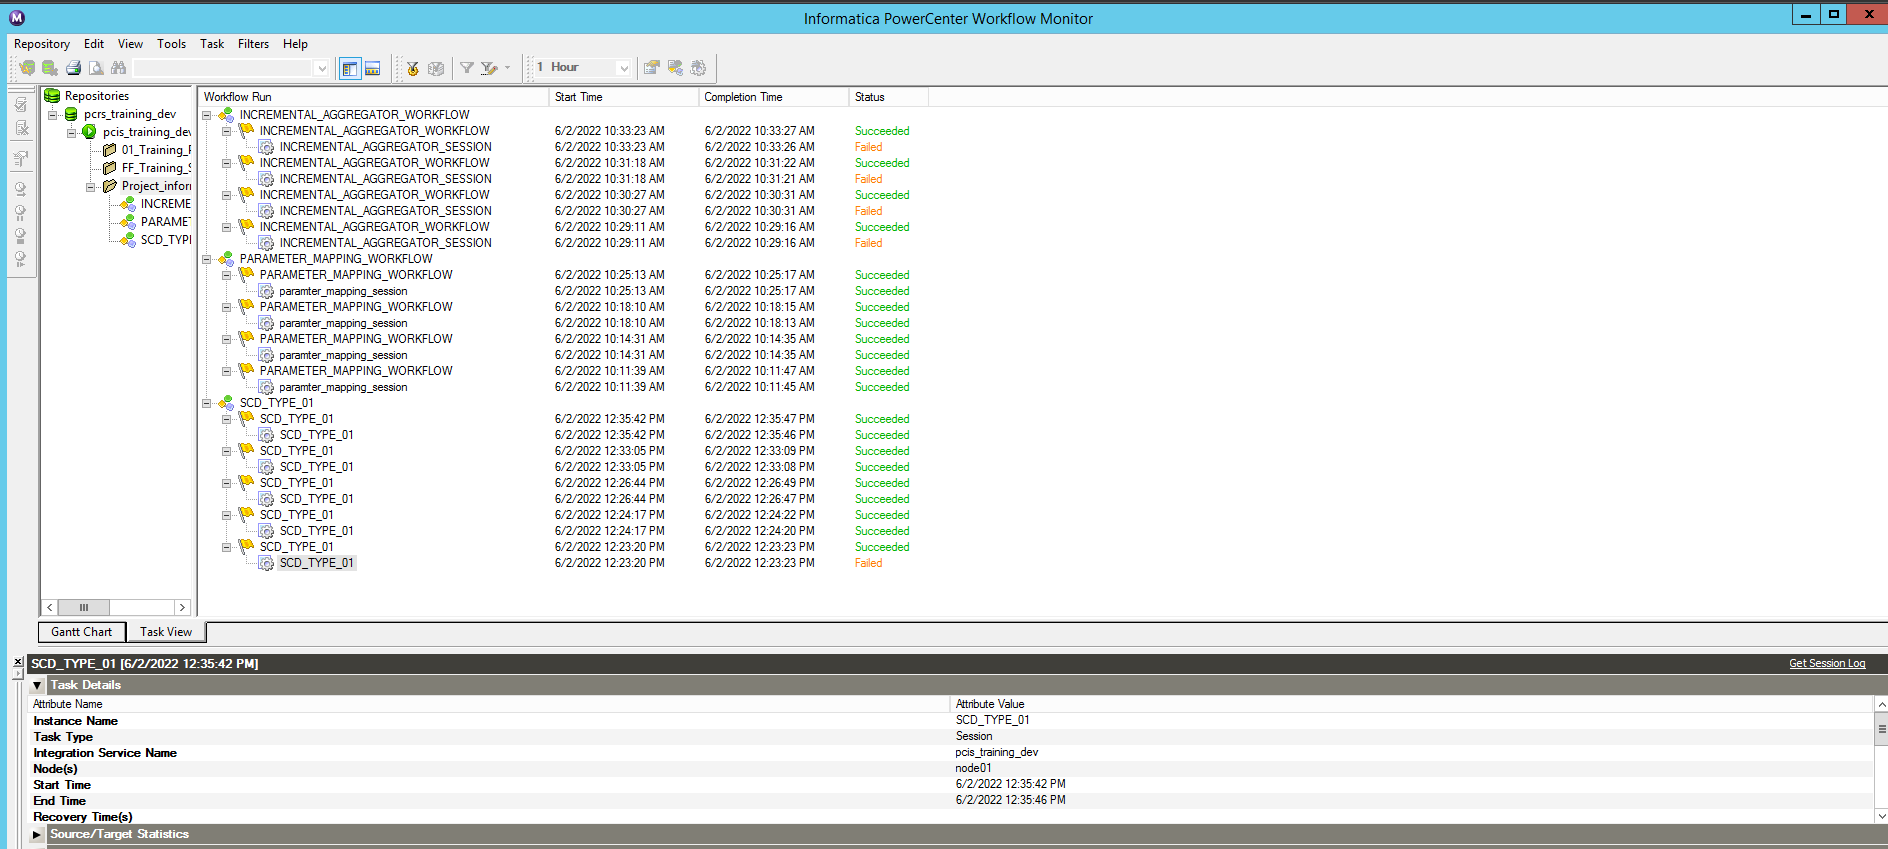 Informatica PowerCenter Workflow Monitor
Repository Edit View Tools Task Filters Help
1 Hour
Repositories
pcrs_training_dev
pcis_training_dev
01_Training_F
FF_Training_S
Project_inforr
INCREME
PARAMET
SCD_TYPI
Workflow Run Start Time Completion Time Status
INCREMENTAL_AGGREGATOR_WORKFLOW
INCREMENTAL_AGGREGATOR_WORKFLOW 6/2/2022 10:33:23 AM 6/2/2022 10:33:27 AM Succeeded
INCREMENTAL_AGGREGATOR_SESSION 6/2/2022 10:33:23 AM 6/2/2022 10:33:26 AM Failed
INCREMENTAL_AGGREGATOR_WORKFLOW 6/2/2022 10:31:18 AM 6/2/2022 10:31:22 AM Succeeded
INCREMENTAL_AGGREGATOR_SESSION 6/2/2022 10:31:18 AM 6/2/2022 10:31:21 AM Failed
INCREMENTAL_AGGREGATOR_WORKFLOW 6/2/2022 10:30:27 AM 6/2/2022 10:30:31 AM Succeeded
INCREMENTAL_AGGREGATOR_SESSION 6/2/2022 10:30:27 AM 6/2/2022 10:30:31 AM Failed
INCREMENTAL_AGGREGATOR_WORKFLOW 6/2/2022 10:29:11 AM 6/2/2022 10:29:16 AM Succeeded
INCREMENTAL_AGGREGATOR_SESSION 6/2/2022 10:29:11 AM 6/2/2022 10:29:16 AM Failed
PARAMETER_MAPPING_WORKFLOW
PARAMETER_MAPPING_WORKFLOW 6/2/2022 10:25:13 AM 6/2/2022 10:25:17 AM Succeeded
paramter_mapping_session 6/2/2022 10:25:13 AM 6/2/2022 10:25:17 AM Succeeded
PARAMETER_MAPPING_WORKFLOW 6/2/2022 10:18:10 AM 6/2/2022 10:18:15 AM Succeeded
paramter_mapping_session 6/2/2022 10:18:10 AM 6/2/2022 10:18:13 AM Succeeded
PARAMETER_MAPPING_WORKFLOW 6/2/2022 10:14:31 AM 6/2/2022 10:14:35 AM Succeeded
paramter_mapping_session 6/2/2022 10:14:31 AM 6/2/2022 10:14:35 AM Succeeded
PARAMETER_MAPPING_WORKFLOW 6/2/2022 10:11:39 AM 6/2/2022 10:11:47 AM Succeeded
paramter_mapping_session 6/2/2022 10:11:39 AM 6/2/2022 10:11:45 AM Succeeded
SCD_TYPE_01
SCD_TYPE_01 6/2/2022 12:35:42 PM 6/2/2022 12:35:47 PM Succeeded
SCD_TYPE_01 6/2/2022 12:35:42 PM 6/2/2022 12:35:46 PM Succeeded
SCD_TYPE_01 6/2/2022 12:33:05 PM 6/2/2022 12:33:09 PM Succeeded
SCD_TYPE_01 6/2/2022 12:33:05 PM 6/2/2022 12:33:08 PM Succeeded
SCD_TYPE_01 6/2/2022 12:26:44 PM 6/2/2022 12:26:49 PM Succeeded
SCD_TYPE_01 6/2/2022 12:26:44 PM 6/2/2022 12:26:47 PM Succeeded
SCD_TYPE_01 6/2/2022 12:24:17 PM 6/2/2022 12:24:22 PM Succeeded
SCD_TYPE_01 6/2/2022 12:24:17 PM 6/2/2022 12:24:20 PM Succeeded
SCD_TYPE_01 6/2/2022 12:23:20 PM 6/2/2022 12:23:23 PM Succeeded
SCD_TYPE_01 6/2/2022 12:23:20 PM 6/2/2022 12:23:23 PM Failed
Gantt Chart Task View
SCD_TYPE_01 [6/2/2022 12:35:42 PM] Get Session Log
Task Details
Attribute Name Attribute Value
Instance Name SCD_TYPE_01
Task Type Session
Integration Service Name pcis_training_dev
Node(s) node01
Start Time 6/2/2022 12:35:42 PM
End Time 6/2/2022 12:35:46 PM
Recovery Time(s)
Source/Target Statistics